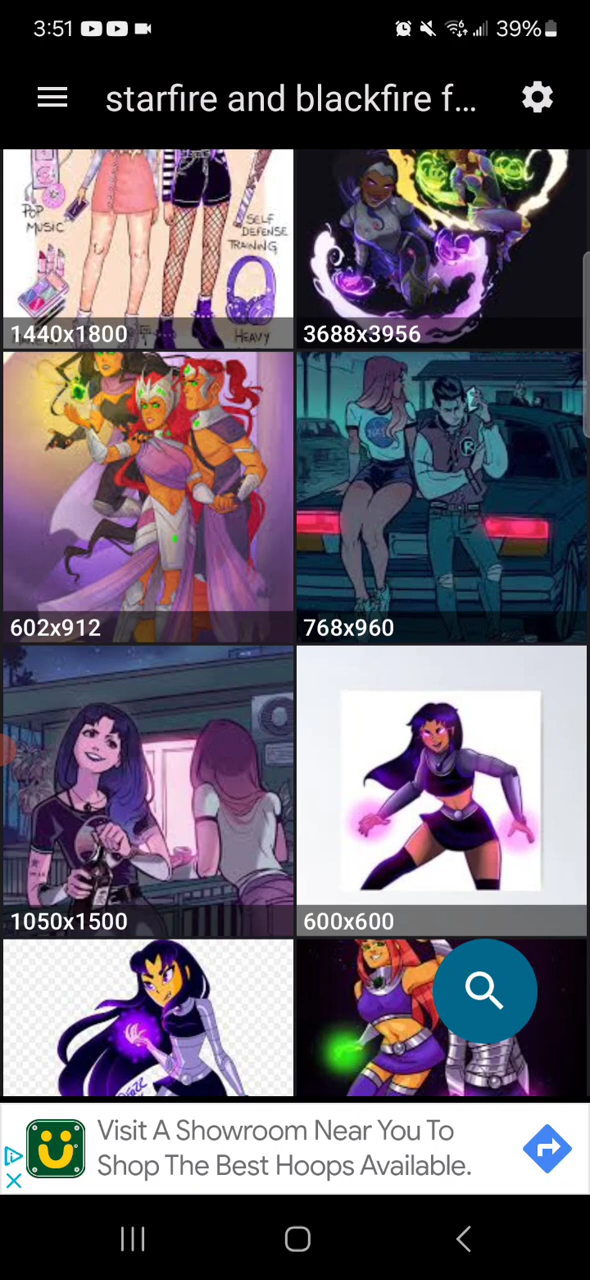 3:51
39%
starfire and blackfire f...
POP
MUSIC
SELF
DEFENSE
TRAINING
HEAVY
1440x1800
3688x3956
R
602x912
768x960
1050x1500
600x600
Visit A Showroom Near You To
Shop The Best Hoops Available.